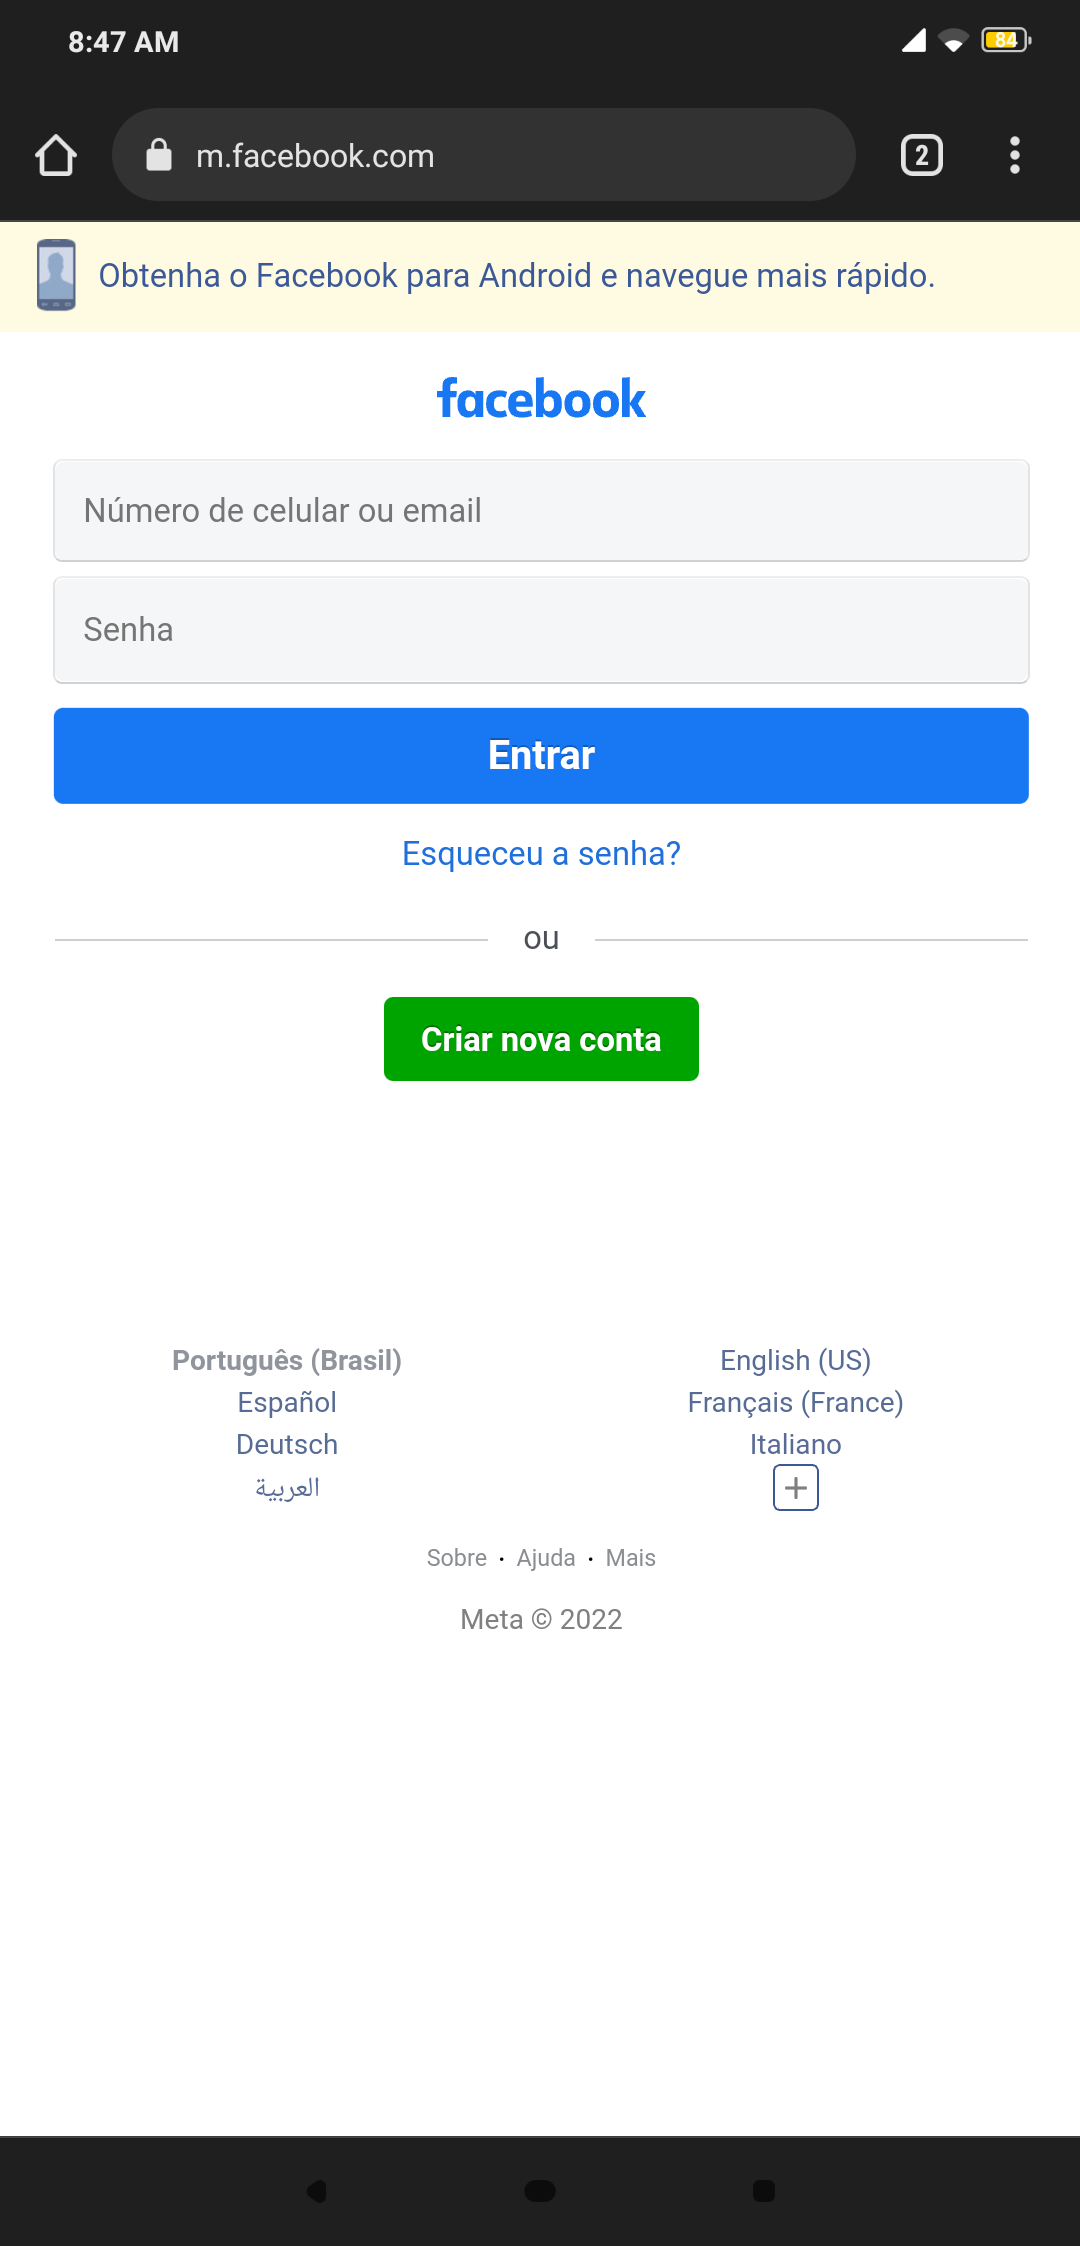 8:47 AM
84
m.facebook.com
2
Obtenha o Facebook para Android e navegue mais rápido.
facebook
Número de celular ou email
Senha
Entrar
Esqueceu a senha?
ou
Criar nova conta
Português (Brasil)
English (US)
Español
Français (France)
Deutsch
Italiano
العربية
Sobre · Ajuda · Mais
Meta © 2022